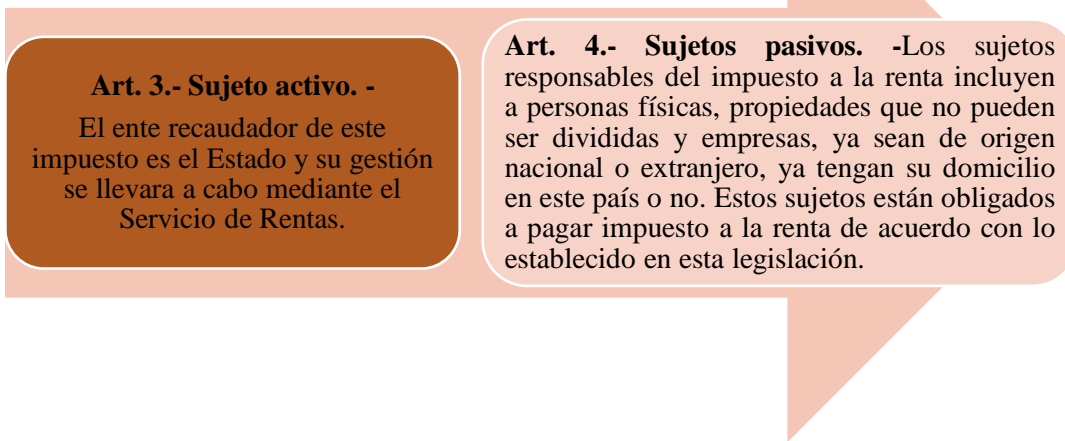 Art. 3.- Sujeto activo. -
El ente recaudador de este
impuesto es el Estado y su gestión
se llevara a cabo mediante el
Servicio de Rentas.
Art. 4.- Sujetos pasivos. -Los sujetos
responsables del impuesto a la renta incluyen
a personas físicas, propiedades que no pueden
ser divididas y empresas, ya sean de origen
nacional o extranjero, ya tengan su domicilio
en este país o no. Estos sujetos están obligados
a pagar impuesto a la renta de acuerdo con lo
establecido en esta legislación.